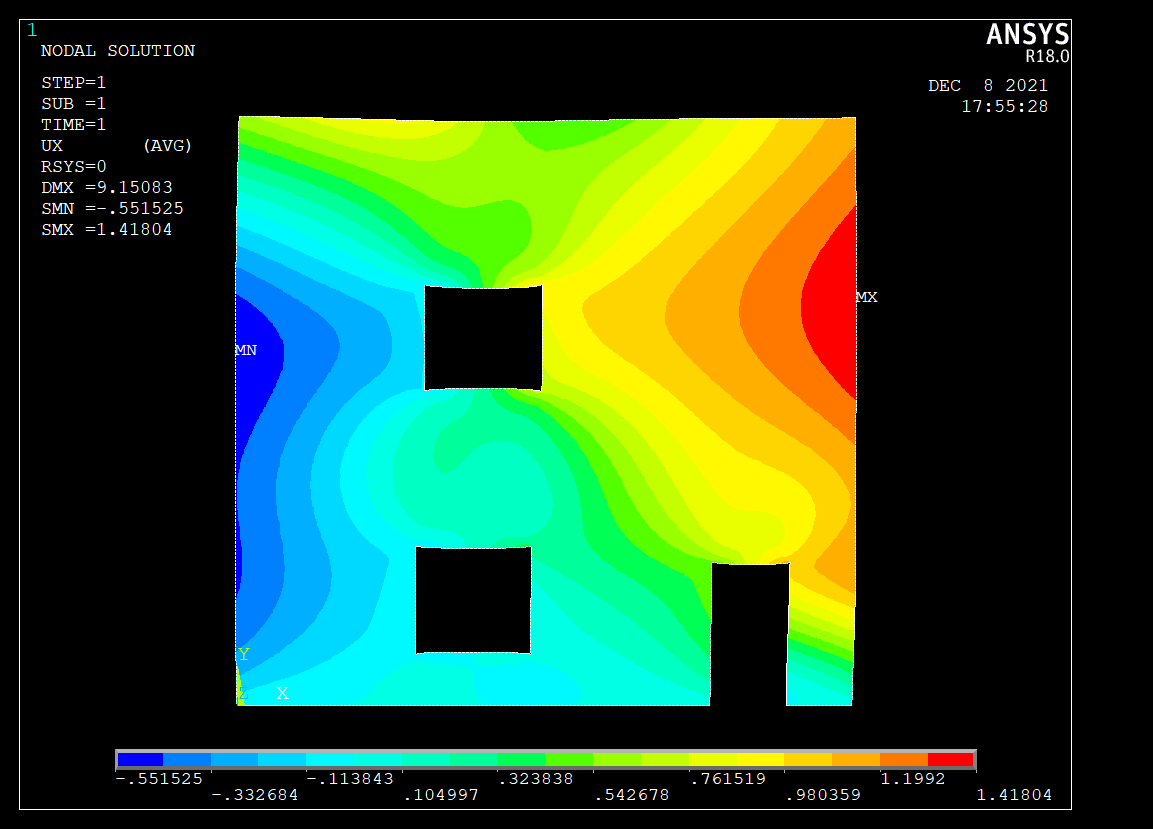 1
ANSYS
R18.0
NODAL SOLUTION
STEP=1
SUB =1
TIME=1
UX (AVG)
RSYS=0
DMX =9.15083
SMN =-.551525
SMX =1.41804
DEC 8 2021
17:55:28
MX
MN
Y
Z X
-.551525 -.113843 .323838 .761519 1.1992
-.332684 .104997 .542678 .980359 1.41804